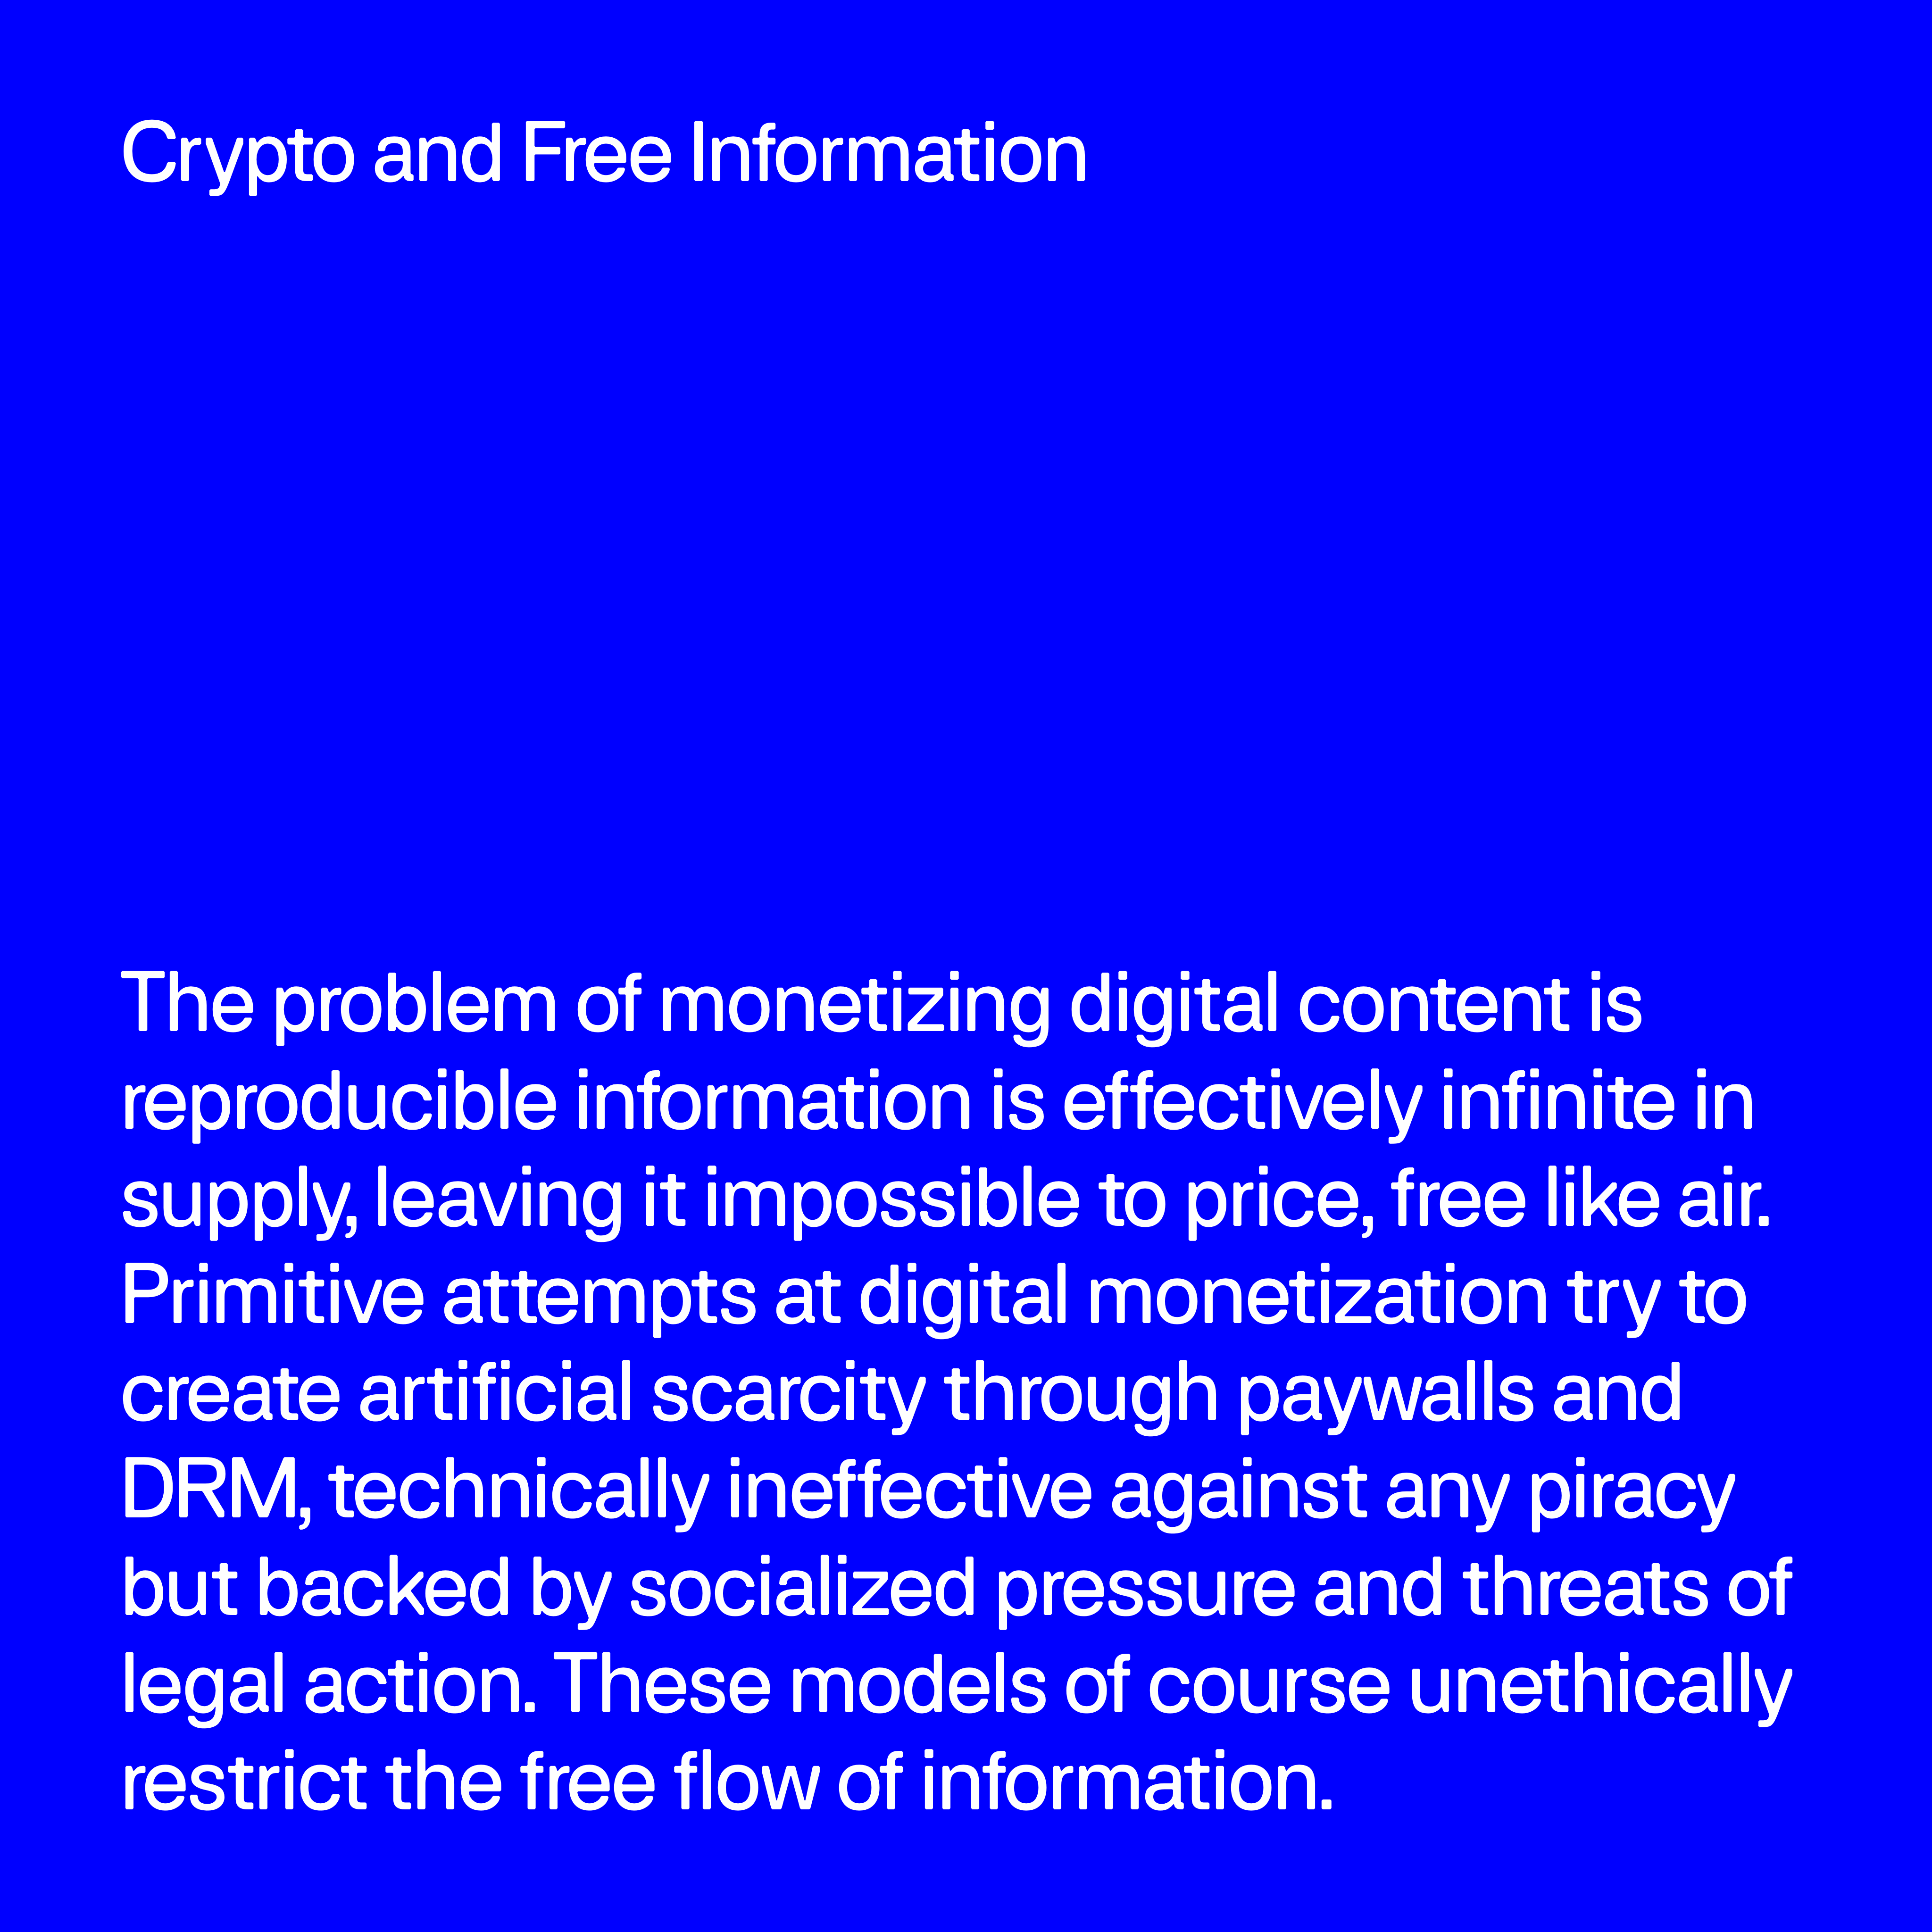 Crypto and Free Information
The problem of monetizing digital content is
reproducible information is effectively infinite in
supply, leaving it impossible to price, free like air.
Primitive attempts at digital monetization try to
create artificial scarcity through paywalls and
DRM, technically ineffective against any piracy
but backed by socialized pressure and threats of
legal action. These models of course unethically
restrict the free flow of information.